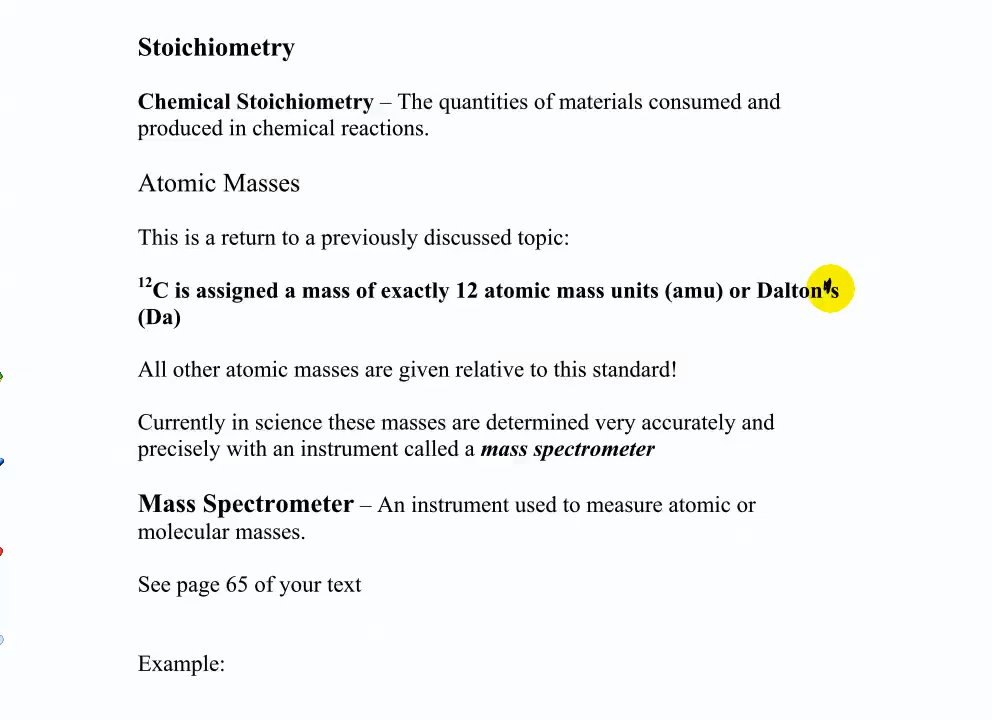 Stoichiometry
Chemical Stoichiometry – The quantities of materials consumed and
produced in chemical reactions.
Atomic Masses
This is a return to a previously discussed topic:
¹²C is assigned a mass of exactly 12 atomic mass units (amu) or Dalton's
(Da)
All other atomic masses are given relative to this standard!
Currently in science these masses are determined very accurately and
precisely with an instrument called a mass spectrometer
Mass Spectrometer – An instrument used to measure atomic or
molecular masses.
See page 65 of your text
Example: